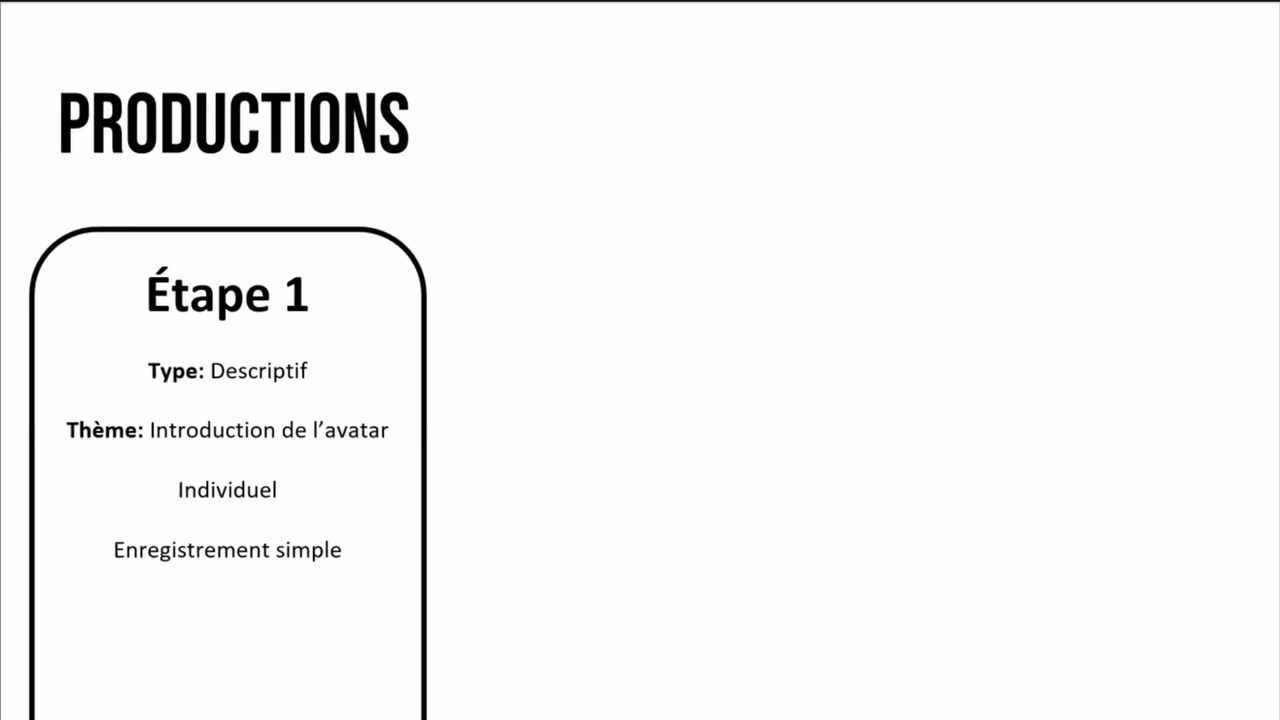 PRODUCTIONS
Étape 1
Type: Descriptif
Thème: Introduction de l’avatar
Individuel
Enregistrement simple